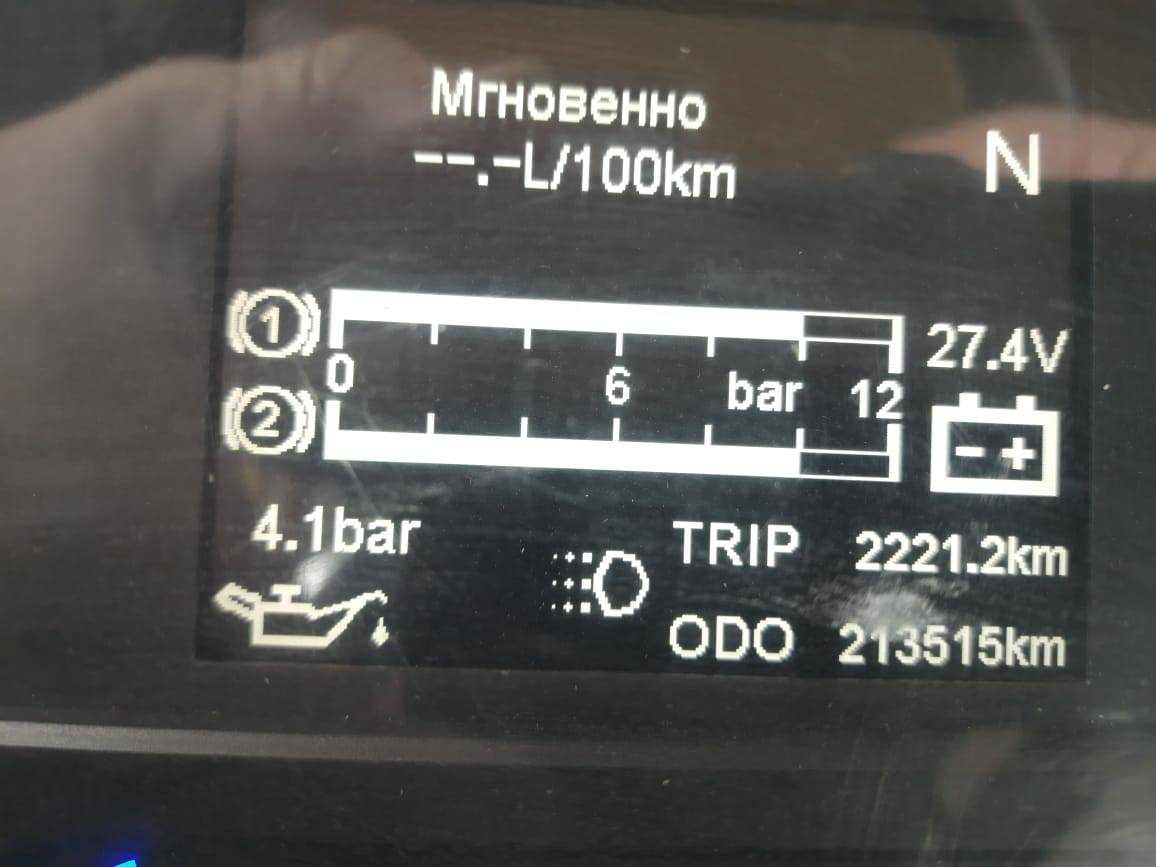 Мгновенно
--.-L/100km
N
1
27.4V
0 6 bar 12
2
- +
4.1bar
TRIP 2221.2km
ODO 213515km